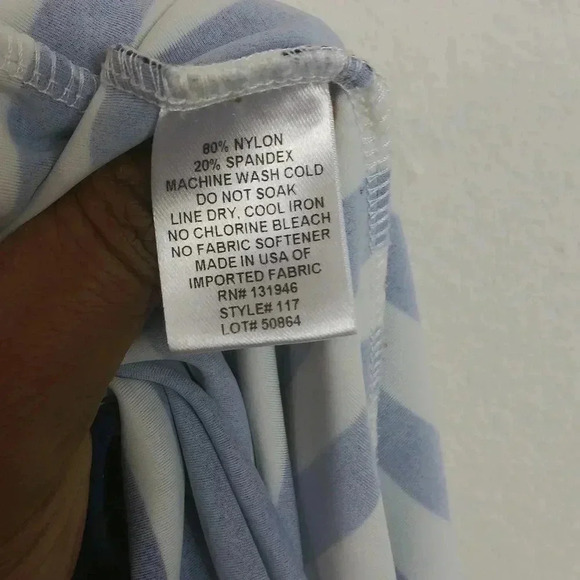 80% NYLON
20% SPANDEX
MACHINE WASH COLD
DO NOT SOAK
LINE DRY, COOL IRON
NO CHLORINE BLEACH
NO FABRIC SOFTENER
MADE IN USA OF
IMPORTED FABRIC
RN# 131946
STYLE# 117
LOT# 50864